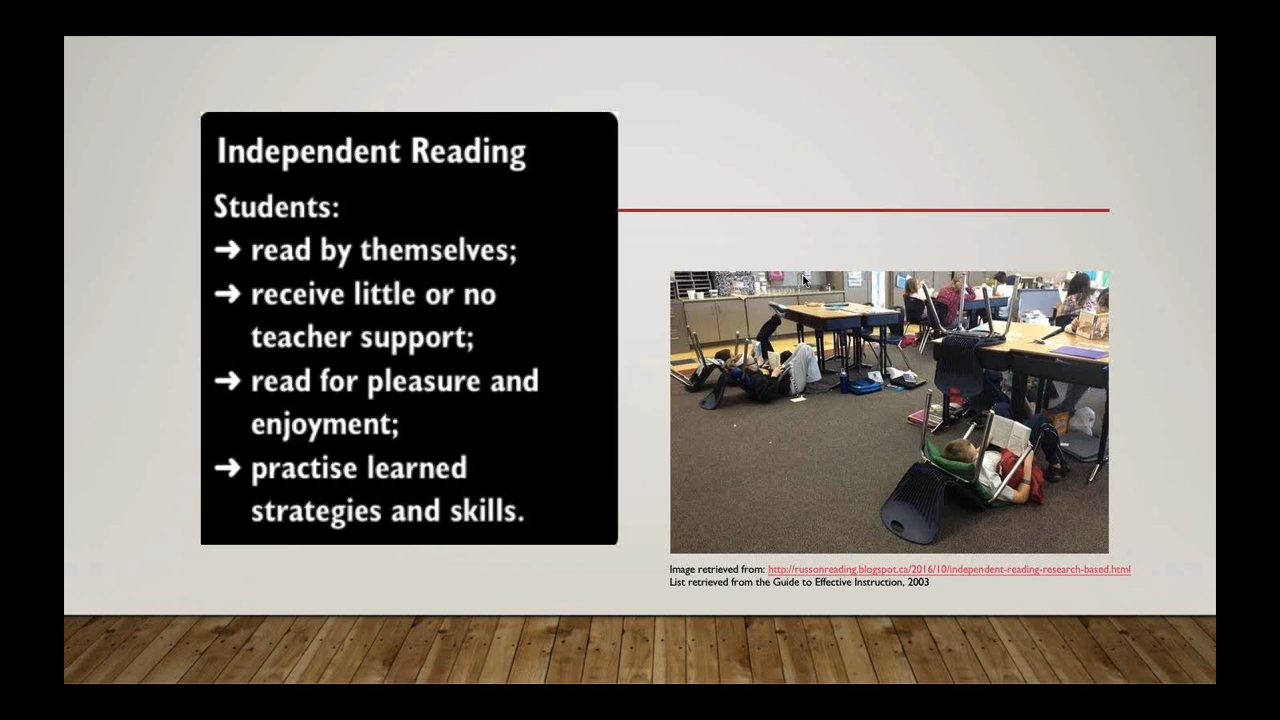 Independent Reading
Students:
➜ read by themselves;
➜ receive little or no
teacher support;
➜ read for pleasure and
enjoyment;
➜ practise learned
strategies and skills.
Image retrieved from: http://russonreading.blogspot.ca/2016/10/independent-reading-research-based.html
List retrieved from the Guide to Effective Instruction, 2003